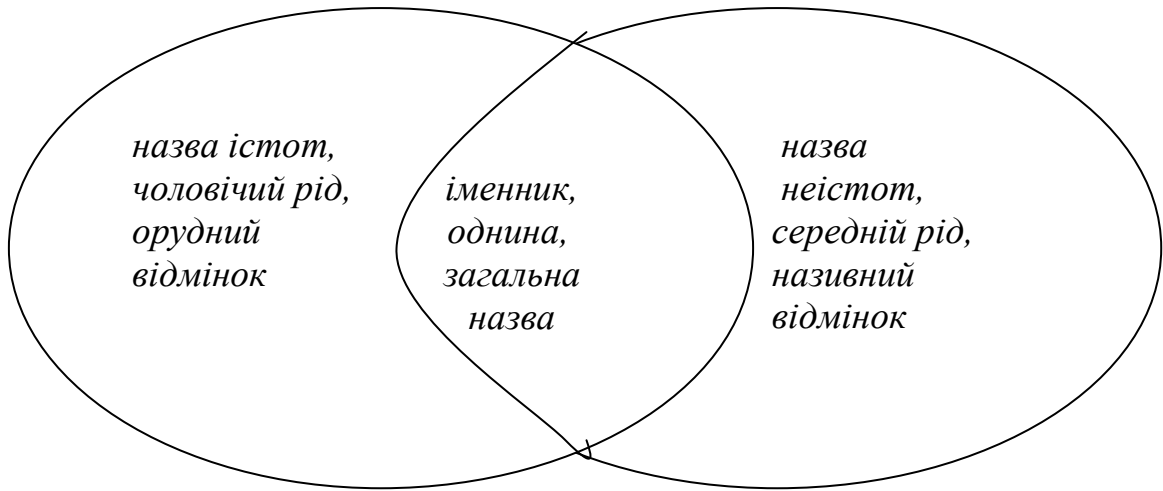 назва істот,
чоловічий рід,
орудний
відмінок
іменник,
однина,
загальна
назва
назва
неістот,
середній рід,
називний
відмінок